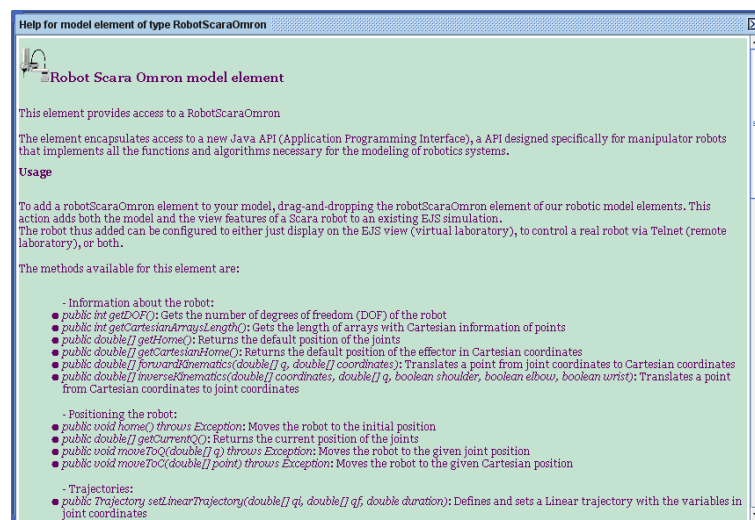 Help for model element of type RobotScaraOmron
Robot Scara Omron model element
This element provides access to a RobotScaraOmron
The element encapsulates access to a new Java API (Application Programming Interface), a API designed specifically for manipulator robots
that implements all the functions and algorithms necessary for the modeling of robotics systems.
Usage
To add a robotScaraOmron element to your model, drag-and-dropping the robotScaraOmron element of our robotic model elements. This
action adds both the model and the view features of a Scara robot to an existing EJS simulation.
The robot thus added can be configured to either just display on the EJS view (virtual laboratory), to control a real robot via Telnet (remote
laboratory), or both.
The methods available for this element are:
- Information about the robot:
● public int getDOF(): Gets the number of degrees of freedom (DOF) of the robot
● public int getCartesianArraysLength(): Gets the length of arrays with Cartesian information of points
● public double[] getHome(): Returns the default position of the joints
● public double[] getCartesianHome(): Returns the default position of the effector in Cartesian coordinates
● public double[] forwardKinematics(double[] q, double[] coordinates): Translates a point from joint coordinates to Cartesian coordinates
● public double[] inverseKinematics(double[] coordinates, double[] q, boolean shoulder, boolean elbow, boolean wrist): Translates a point
from Cartesian coordinates to joint coordinates
- Positioning the robot:
● public void home() throws Exception: Moves the robot to the initial position
● public double[] getCurrentQ(): Returns the current position of the joints
● public void moveToQ(double[] q) throws Exception: Moves the robot to the given joint position
● public void moveToC(double[] point) throws Exception: Moves the robot to the given Cartesian position
- Trajectories:
● public Trajectory setLinearTrajectory(double[] qi, double[] qf, double duration): Defines and sets a Linear trajectory with the variables in
joint coordinates